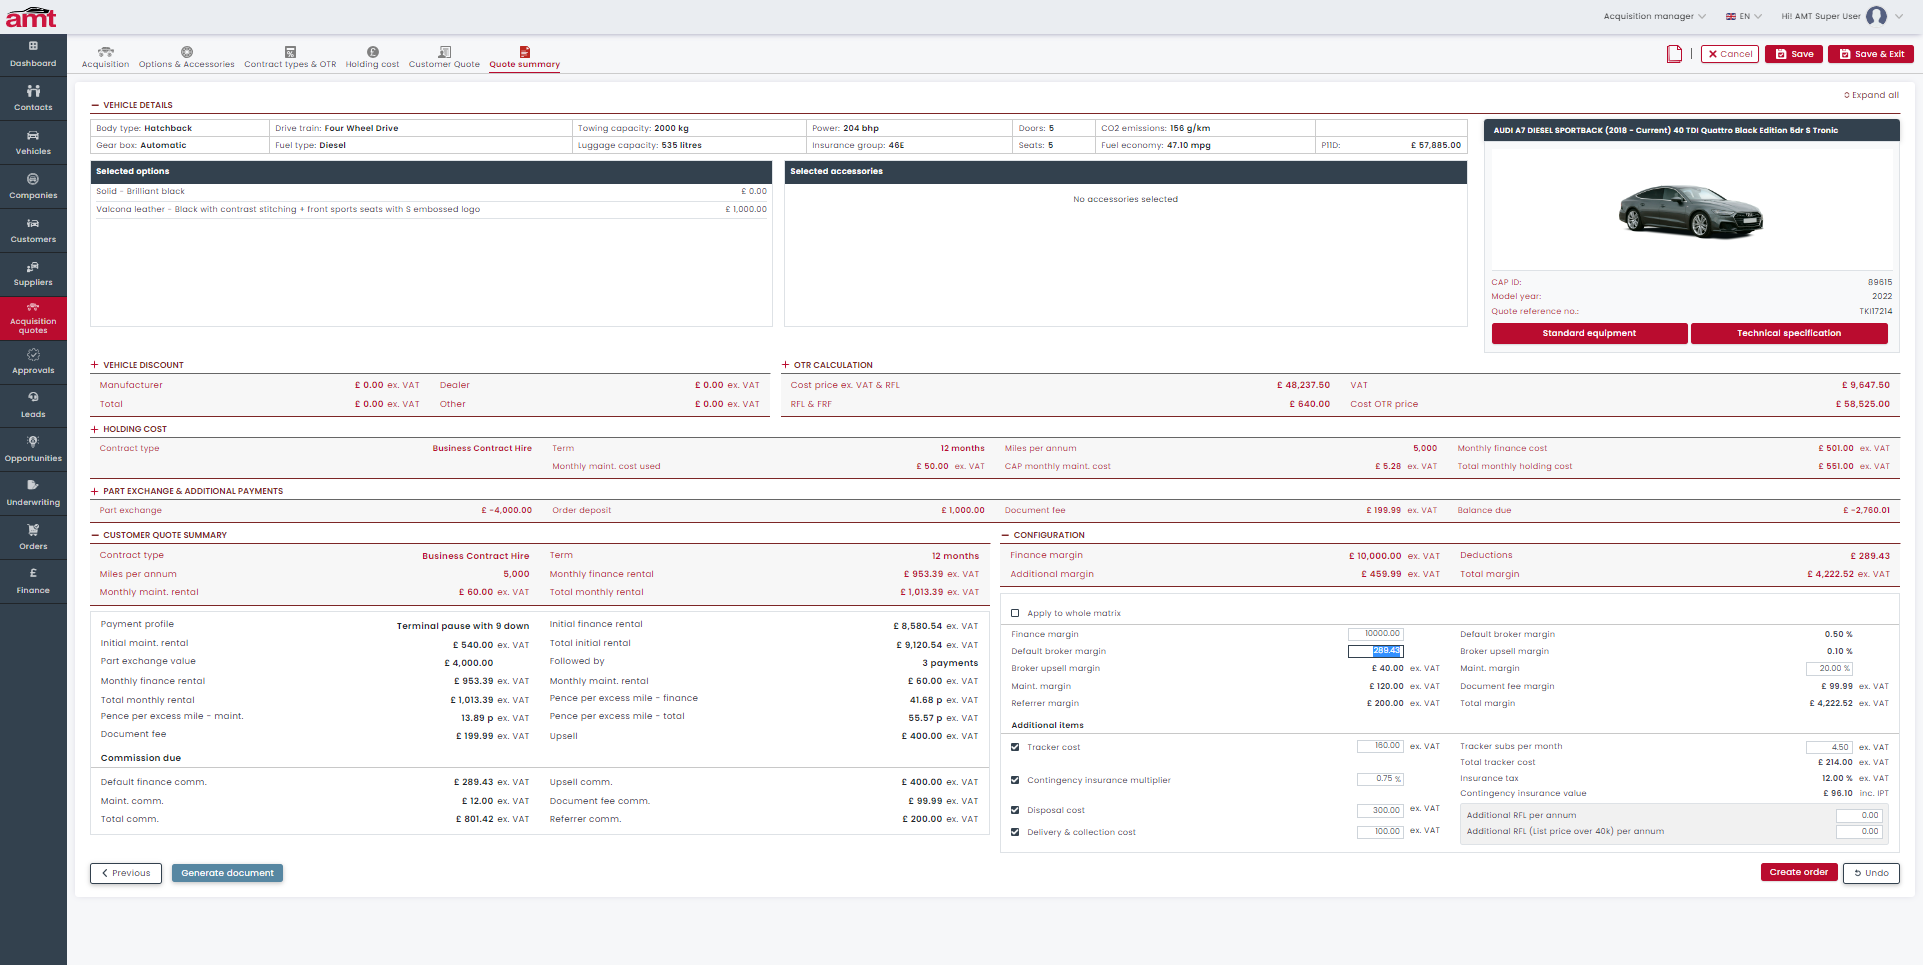 amt
Acquisition manager
EN
Hi! AMT Super User
Dashboard
Contacts
Vehicles
Companies
Customers
Suppliers
Acquisition
quotes
Approvals
Leads
Opportunities
Underwriting
Orders
Finance
Acquisition Options & Accessories Contract types & OTR Holding cost Customer Quote Quote summary
Cancel Save Save & Exit
Expand all
VEHICLE DETAILS
Body type: Hatchback Drive train: Four Wheel Drive Towing capacity: 2000 kg Power: 204 bhp Doors: 5 CO2 emissions: 156 g/km
Gear box: Automatic Fuel type: Diesel Luggage capacity: 535 litres Insurance group: 46E Seats: 5 Fuel economy: 47.10 mpg P11D: £ 57,885.00
Selected options
Solid - Brilliant black £ 0.00
Valcona leather - Black with contrast stitching + front sports seats with S embossed logo £ 1,000.00
Selected accessories
No accessories selected
AUDI A7 DIESEL SPORTBACK (2018 - Current) 40 TDI Quattro Black Edition 5dr S Tronic
CAP ID: 89615
Model year: 2022
Quote reference no.: TKI17214
Standard equipment Technical specification
VEHICLE DISCOUNT
Manufacturer £ 0.00 ex. VAT Dealer £ 0.00 ex. VAT
Total £ 0.00 ex. VAT Other £ 0.00 ex. VAT
OTR CALCULATION
Cost price ex. VAT & RFL £ 48,237.50 VAT £ 9,647.50
RFL & FRF £ 640.00 Cost OTR price £ 58,525.00
HOLDING COST
Contract type Business Contract Hire Term 12 months Miles per annum 5,000 Monthly finance cost £ 501.00 ex. VAT
Monthly maint. cost used £ 50.00 ex. VAT CAP monthly maint. cost £ 5.28 ex. VAT Total monthly holding cost £ 551.00 ex. VAT
PART EXCHANGE & ADDITIONAL PAYMENTS
Part exchange £ -4,000.00 Order deposit £ 1,000.00 Document fee £ 199.99 ex. VAT Balance due £ -2,760.01
CUSTOMER QUOTE SUMMARY
Contract type Business Contract Hire Term 12 months
Miles per annum 5,000 Monthly finance rental £ 953.39 ex. VAT
Monthly maint. rental £ 60.00 ex. VAT Total monthly rental £ 1,013.39 ex. VAT
Payment profile Terminal pause with 9 down Initial finance rental £ 8,580.54 ex. VAT
Initial maint. rental £ 540.00 ex. VAT Total initial rental £ 9,120.54 ex. VAT
Part exchange value £ 4,000.00 Followed by 3 payments
Monthly finance rental £ 953.39 ex. VAT Monthly maint. rental £ 60.00 ex. VAT
Total monthly rental £ 1,013.39 ex. VAT Pence per excess mile - finance 41.68 p ex. VAT
Pence per excess mile - maint. 13.89 p ex. VAT Pence per excess mile - total 55.57 p ex. VAT
Document fee £ 199.99 ex. VAT Upsell £ 400.00 ex. VAT
Commission due
Default finance comm. £ 289.43 ex. VAT Upsell comm. £ 400.00 ex. VAT
Maint. comm. £ 12.00 ex. VAT Document fee comm. £ 99.99 ex. VAT
Total comm. £ 801.42 ex. VAT Referrer comm. £ 200.00 ex. VAT
CONFIGURATION
Finance margin £ 10,000.00 ex. VAT Deductions £ 289.43
Additional margin £ 459.99 ex. VAT Total margin £ 4,222.52 ex. VAT
Apply to whole matrix
Finance margin 10000.00 Default broker margin 0.50 %
Default broker margin 289.43 Broker upsell margin 0.10 %
Broker upsell margin £ 40.00 ex. VAT Maint. margin 20.00 %
Maint. margin £ 120.00 ex. VAT Document fee margin £ 99.99 ex. VAT
Referrer margin £ 200.00 ex. VAT Total margin £ 4,222.52 ex. VAT
Additional items
Tracker cost 160.00 ex. VAT Tracker subs per month 4.50 ex. VAT
Total tracker cost £ 214.00 ex. VAT
Contingency insurance multiplier 0.75 % Insurance tax 12.00 % ex. VAT
Contingency insurance value £ 96.10 inc. IPT
Disposal cost 300.00 ex. VAT Additional RFL per annum 0.00
Delivery & collection cost 100.00 ex. VAT Additional RFL (List price over 40k) per annum 0.00
Previous Generate document Create order Undo